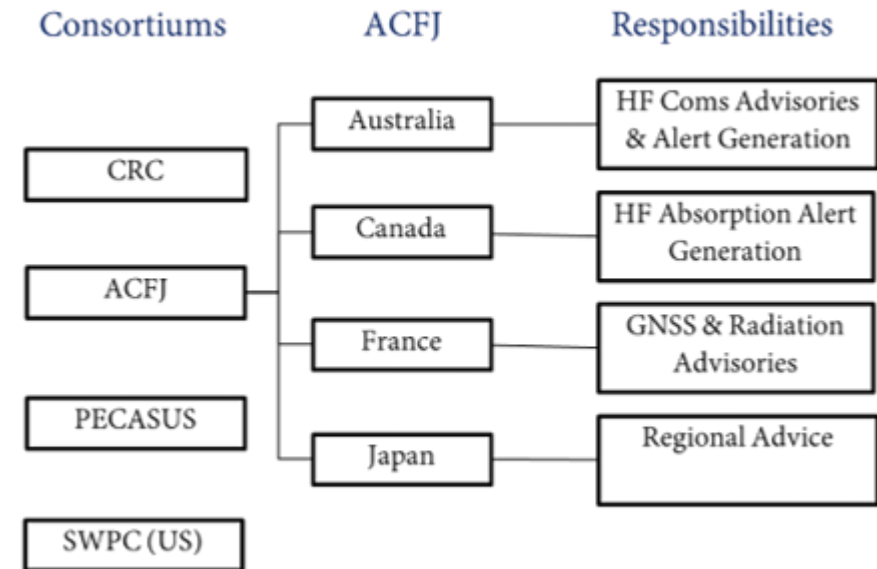 Consortiums
ACFJ
Responsibilities
CRC
ACFJ
PECASUS
SWPC (US)
Australia
Canada
France
Japan
HF Coms Advisories
& Alert Generation
HF Absorption Alert
Generation
GNSS & Radiation
Advisories
Regional Advice